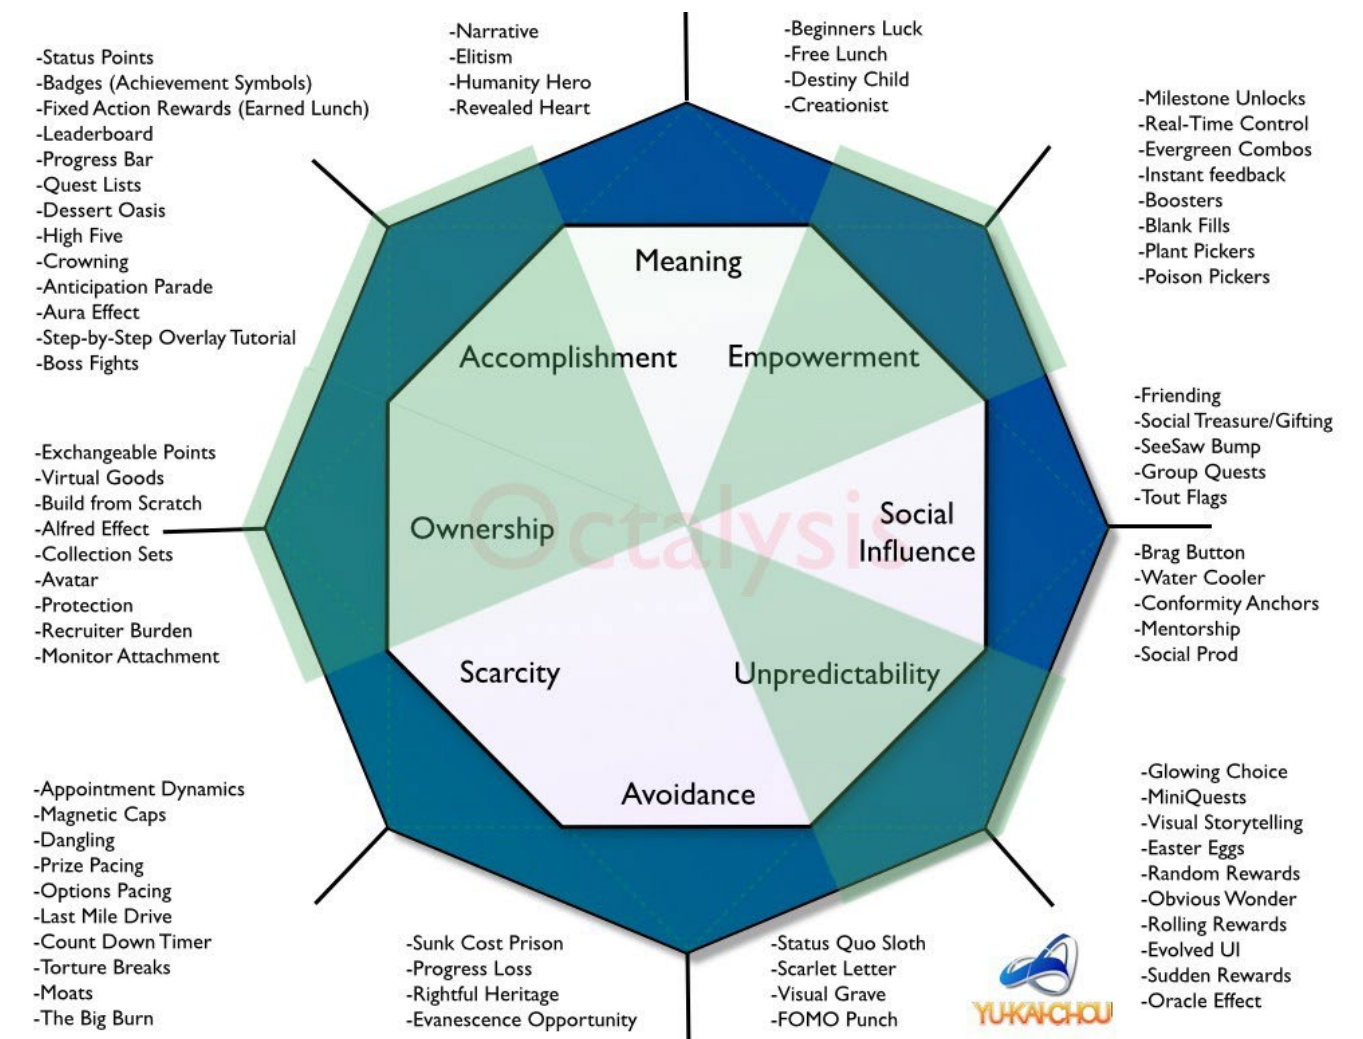 -Narrative
-Elitism
-Humanity Hero
-Revealed Heart
-Beginners Luck
-Free Lunch
-Destiny Child
-Creationist
-Status Points
-Badges (Achievement Symbols)
-Fixed Action Rewards (Earned Lunch)
-Leaderboard
-Progress Bar
-Quest Lists
-Dessert Oasis
-High Five
-Crowning
-Anticipation Parade
-Aura Effect
-Step-by-Step Overlay Tutorial
-Boss Fights
-Milestone Unlocks
-Real-Time Control
-Evergreen Combos
-Instant feedback
-Boosters
-Blank Fills
-Plant Pickers
-Poison Pickers
Meaning
Accomplishment
Empowerment
Ownership
Octalysis
Social
Influence
Scarcity
Unpredictability
Avoidance
-Exchangeable Points
-Virtual Goods
-Build from Scratch
-Alfred Effect
-Collection Sets
-Avatar
-Protection
-Recruiter Burden
-Monitor Attachment
-Friending
-Social Treasure/Gifting
-SeeSaw Bump
-Group Quests
-Tout Flags
-Brag Button
-Water Cooler
-Conformity Anchors
-Mentorship
-Social Prod
-Appointment Dynamics
-Magnetic Caps
-Dangling
-Prize Pacing
-Options Pacing
-Last Mile Drive
-Count Down Timer
-Torture Breaks
-Moats
-The Big Burn
-Sunk Cost Prison
-Progress Loss
-Rightful Heritage
-Evanescence Opportunity
-Status Quo Sloth
-Scarlet Letter
-Visual Grave
-FOMO Punch
-Glowing Choice
-MiniQuests
-Visual Storytelling
-Easter Eggs
-Random Rewards
-Obvious Wonder
-Rolling Rewards
-Evolved UI
-Sudden Rewards
-Oracle Effect
YU-KAI-CHOU